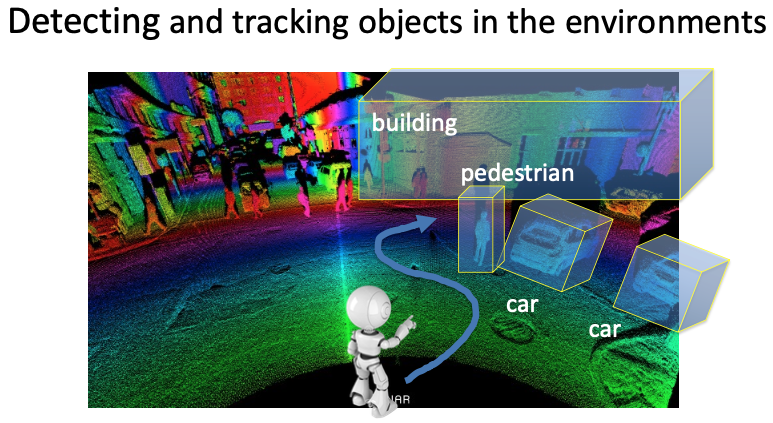 Detecting and tracking objects in the environments
building
pedestrian
car
car